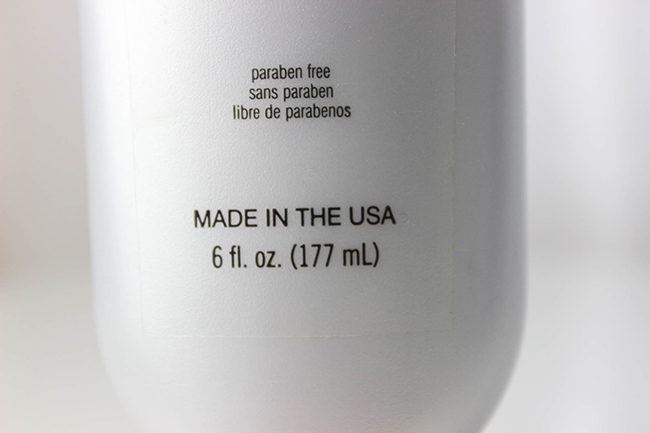 paraben free
sans paraben
libre de parabenos
MADE IN THE USA
6 fl. oz. (177 mL)